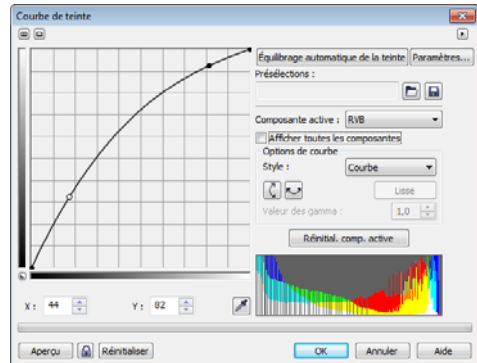 Courbe de teinte
Équilibrage automatique de la teinte
Paramètres...
Présélections :
Composante active : RVB
Afficher toutes les composantes
Options de courbe
Style : Courbe
Lisse
Valeur des gamma : 1,0
Réinitial. comp. active
X : 44 Y : 82
Aperçu Réinitialiser OK Annuler Aide